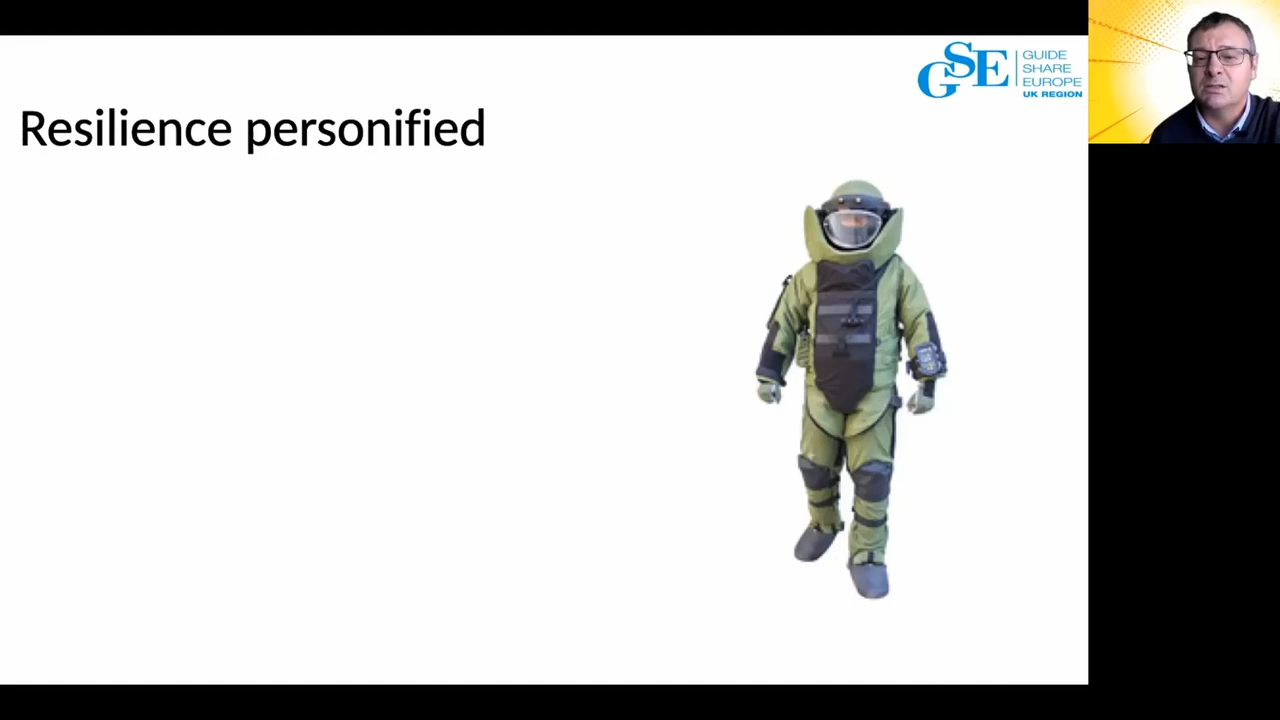 GSE
GUIDE
SHARE
EUROPE
UK REGION
Resilience personified